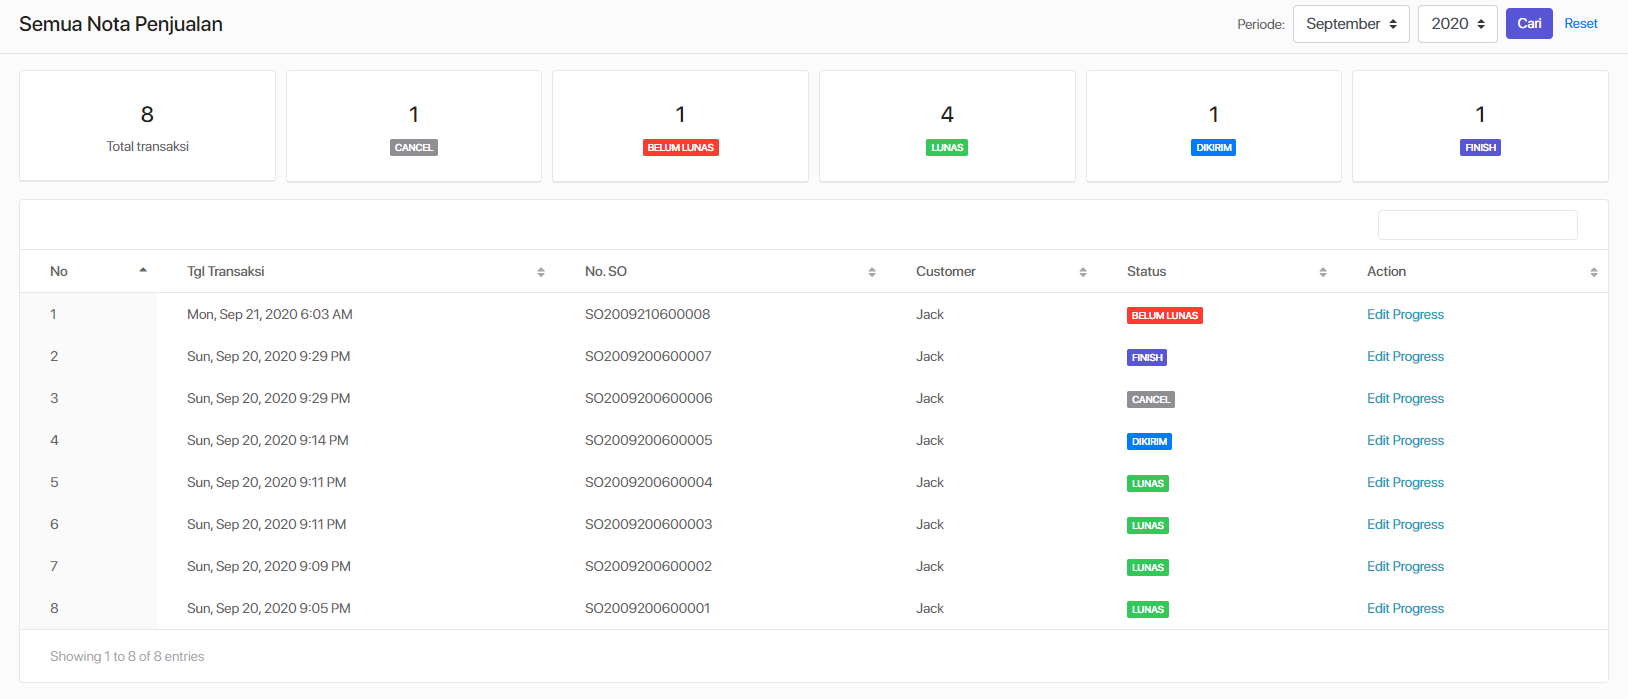 Semua Nota Penjualan
Periode: September 2020 Cari Reset
8 1 1 4 1 1
Total transaksi CANCEL BELUM LUNAS LUNAS DIKIRIM FINISH
No Tgl Transaksi No. SO Customer Status Action
1 Mon, Sep 21, 2020 6:03 AM SO2009210600008 Jack BELUM LUNAS Edit Progress
2 Sun, Sep 20, 2020 9:29 PM SO2009200600007 Jack FINISH Edit Progress
3 Sun, Sep 20, 2020 9:29 PM SO2009200600006 Jack CANCEL Edit Progress
4 Sun, Sep 20, 2020 9:14 PM SO2009200600005 Jack DIKIRIM Edit Progress
5 Sun, Sep 20, 2020 9:11 PM SO2009200600004 Jack LUNAS Edit Progress
6 Sun, Sep 20, 2020 9:11 PM SO2009200600003 Jack LUNAS Edit Progress
7 Sun, Sep 20, 2020 9:09 PM SO2009200600002 Jack LUNAS Edit Progress
8 Sun, Sep 20, 2020 9:05 PM SO2009200600001 Jack LUNAS Edit Progress
Showing 1 to 8 of 8 entries